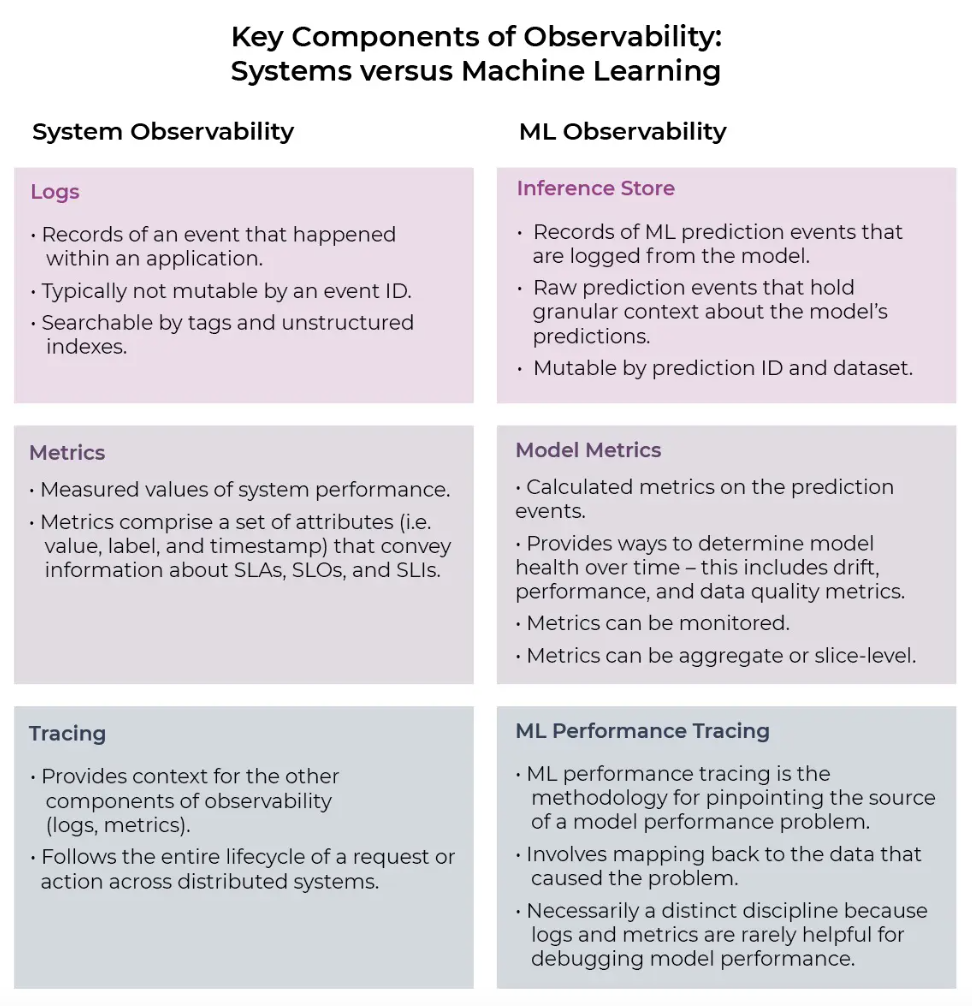 Key Components of Observability:
Systems versus Machine Learning
System Observability
Logs
· Records of an event that happened
within an application.
· Typically not mutable by an event ID.
· Searchable by tags and unstructured
indexes.
Metrics
· Measured values of system performance.
· Metrics comprise a set of attributes (i.e.
value, label, and timestamp) that convey
information about SLAs, SLOs, and SLIs.
Tracing
· Provides context for the other
components of observability
(logs, metrics).
· Follows the entire lifecycle of a request or
action across distributed systems.
ML Observability
Inference Store
· Records of ML prediction events that
are logged from the model.
· Raw prediction events that hold
granular context about the model’s
predictions.
· Mutable by prediction ID and dataset.
Model Metrics
· Calculated metrics on the prediction
events.
· Provides ways to determine model
health over time – this includes drift,
performance, and data quality metrics.
· Metrics can be monitored.
· Metrics can be aggregate or slice-level.
ML Performance Tracing
· ML performance tracing is the
methodology for pinpointing the source
of a model performance problem.
· Involves mapping back to the data that
caused the problem.
· Necessarily a distinct discipline because
logs and metrics are rarely helpful for
debugging model performance.